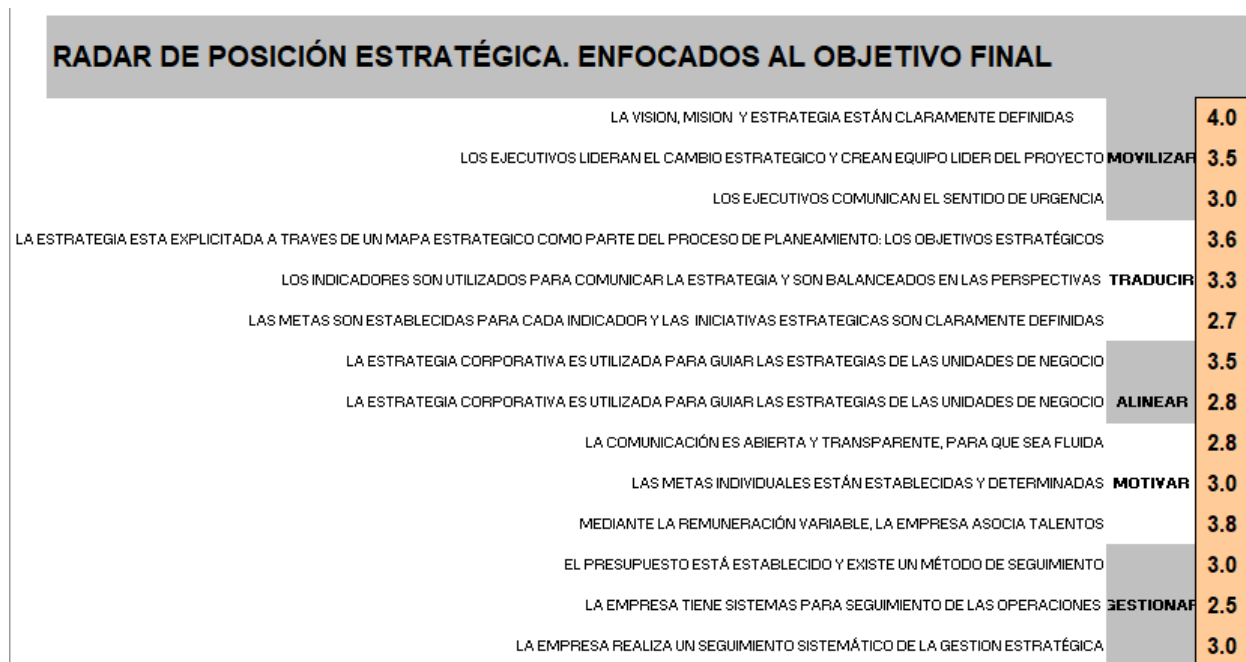 RADAR DE POSICIÓN ESTRATÉGICA. ENFOCADOS AL OBJETIVO FINAL
LA VISION, MISION Y ESTRATEGIA ESTÁN CLARAMENTE DEFINIDAS 4.0
LOS EJECUTIVOS LIDERAN EL CAMBIO ESTRATEGICO Y CREAN EQUIPO LIDER DEL PROYECTO MOVILIZAR 3.5
LOS EJECUTIVOS COMUNICAN EL SENTIDO DE URGENCIA 3.0
LA ESTRATEGIA ESTA EXPLICITADA A TRAVES DE UN MAPA ESTRATEGICO COMO PARTE DEL PROCESO DE PLANEAMIENTO: LOS OBJETIVOS ESTRATÉGICOS 3.6
LOS INDICADORES SON UTILIZADOS PARA COMUNICAR LA ESTRATEGIA Y SON BALANCEADOS EN LAS PERSPECTIVAS TRADUCIR 3.3
LAS METAS SON ESTABLECIDAS PARA CADA INDICADOR Y LAS INICIATIVAS ESTRATEGICAS SON CLARAMENTE DEFINIDAS 2.7
LA ESTRATEGIA CORPORATIVA ES UTILIZADA PARA GUIAR LAS ESTRATEGIAS DE LAS UNIDADES DE NEGOCIO 3.5
LA ESTRATEGIA CORPORATIVA ES UTILIZADA PARA GUIAR LAS ESTRATEGIAS DE LAS UNIDADES DE NEGOCIO ALINEAR 2.8
LA COMUNICACIÓN ES ABIERTA Y TRANSPARENTE, PARA QUE SEA FLUIDA 2.8
LAS METAS INDIVIDUALES ESTÁN ESTABLECIDAS Y DETERMINADAS MOTIVAR 3.0
MEDIANTE LA REMUNERACIÓN VARIABLE, LA EMPRESA ASOCIA TALENTOS 3.8
EL PRESUPUESTO ESTÁ ESTABLECIDO Y EXISTE UN MÉTODO DE SEGUIMIENTO 3.0
LA EMPRESA TIENE SISTEMAS PARA SEGUIMIENTO DE LAS OPERACIONES GESTIONAR 2.5
LA EMPRESA REALIZA UN SEGUIMIENTO SISTEMÁTICO DE LA GESTION ESTRATÉGICA 3.0